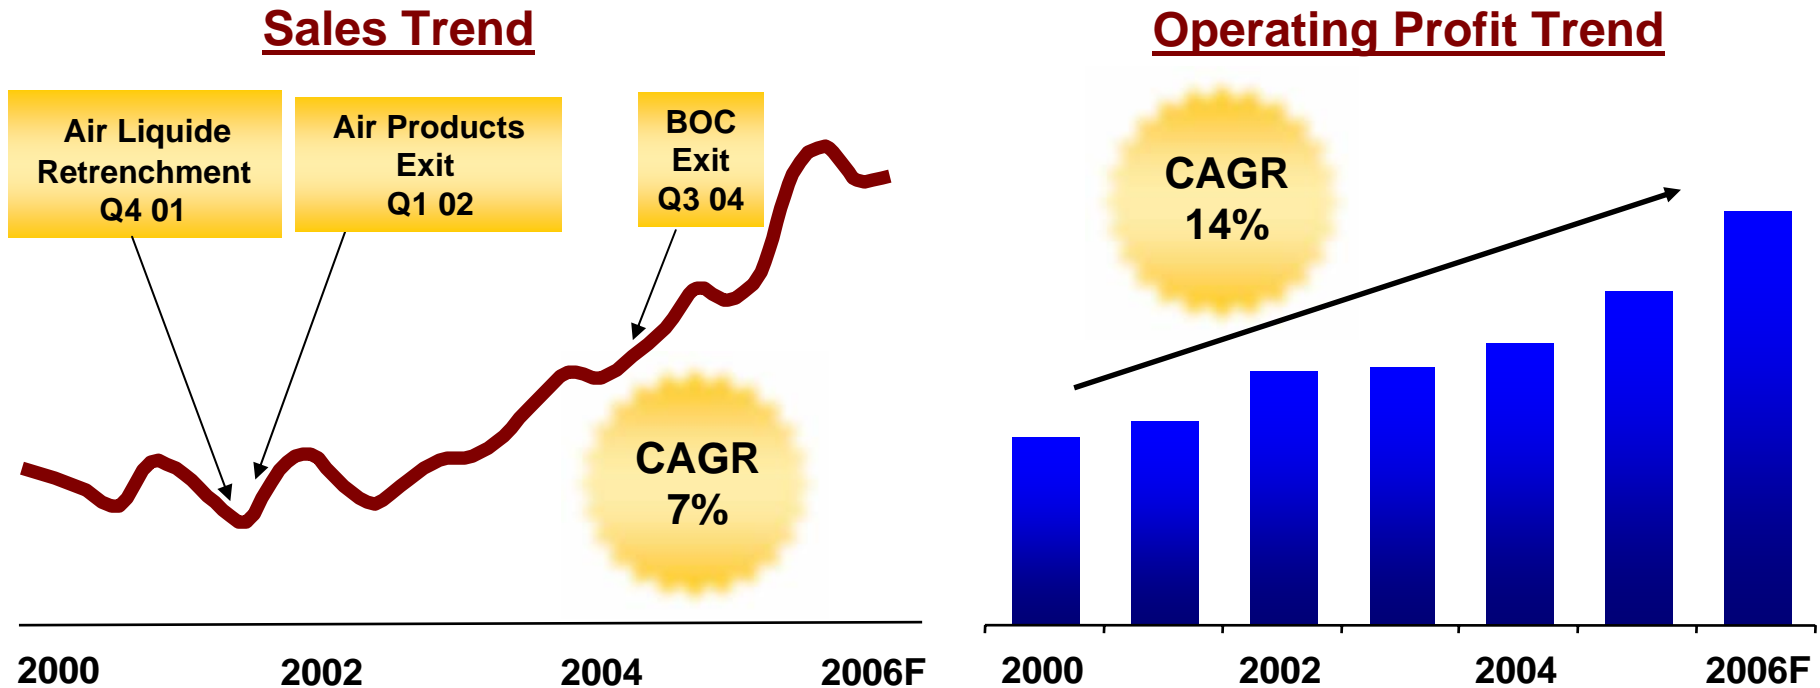 Sales Trend
Air Liquide
Retrenchment
Q4 01
Air Products
Exit
Q1 02
BOC
Exit
Q3 04
CAGR
7%
2000
2002
2004
2006F
Operating Profit Trend
CAGR
14%
2000
2002
2004
2006F